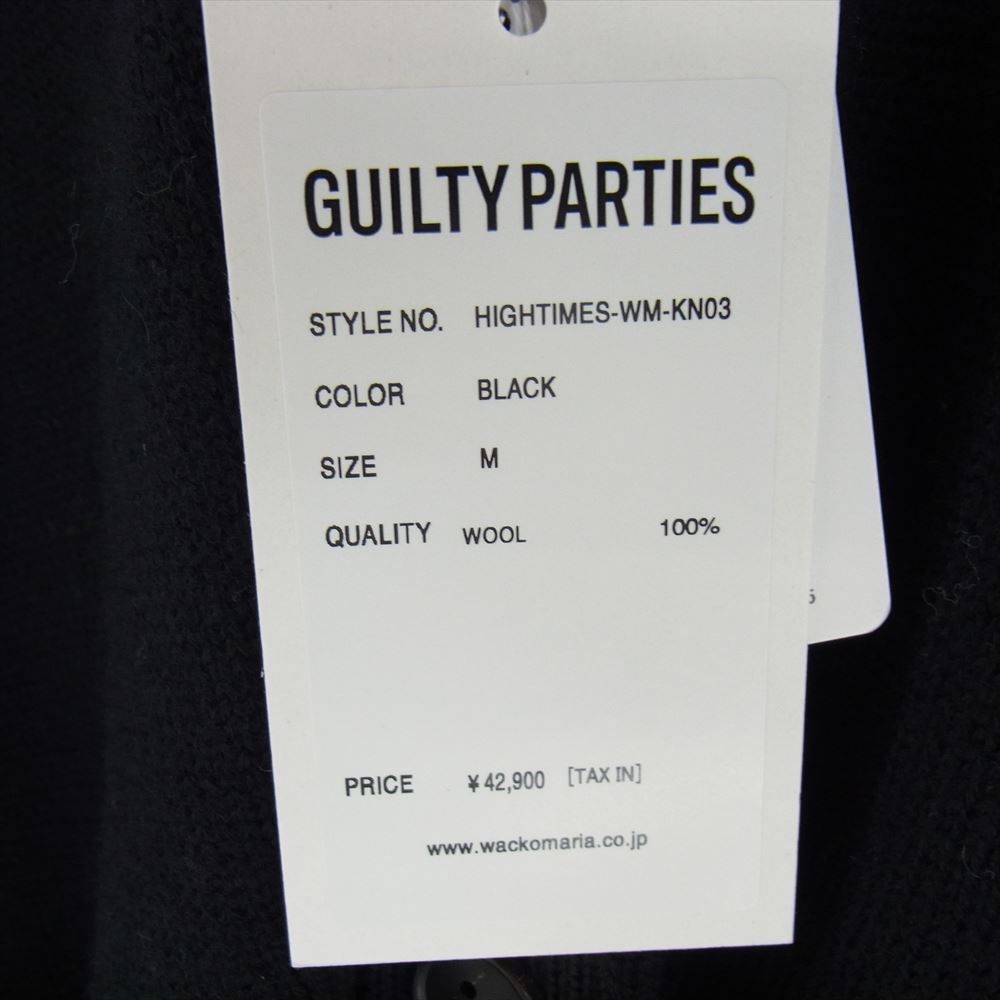 GUILTY PARTIES
STYLE NO. HIGHTIMES-WM-KN03
COLOR BLACK
SIZE M
QUALITY WOOL 100%
PRICE ¥42,900 [TAX IN]
www.wackomaria.co.jp